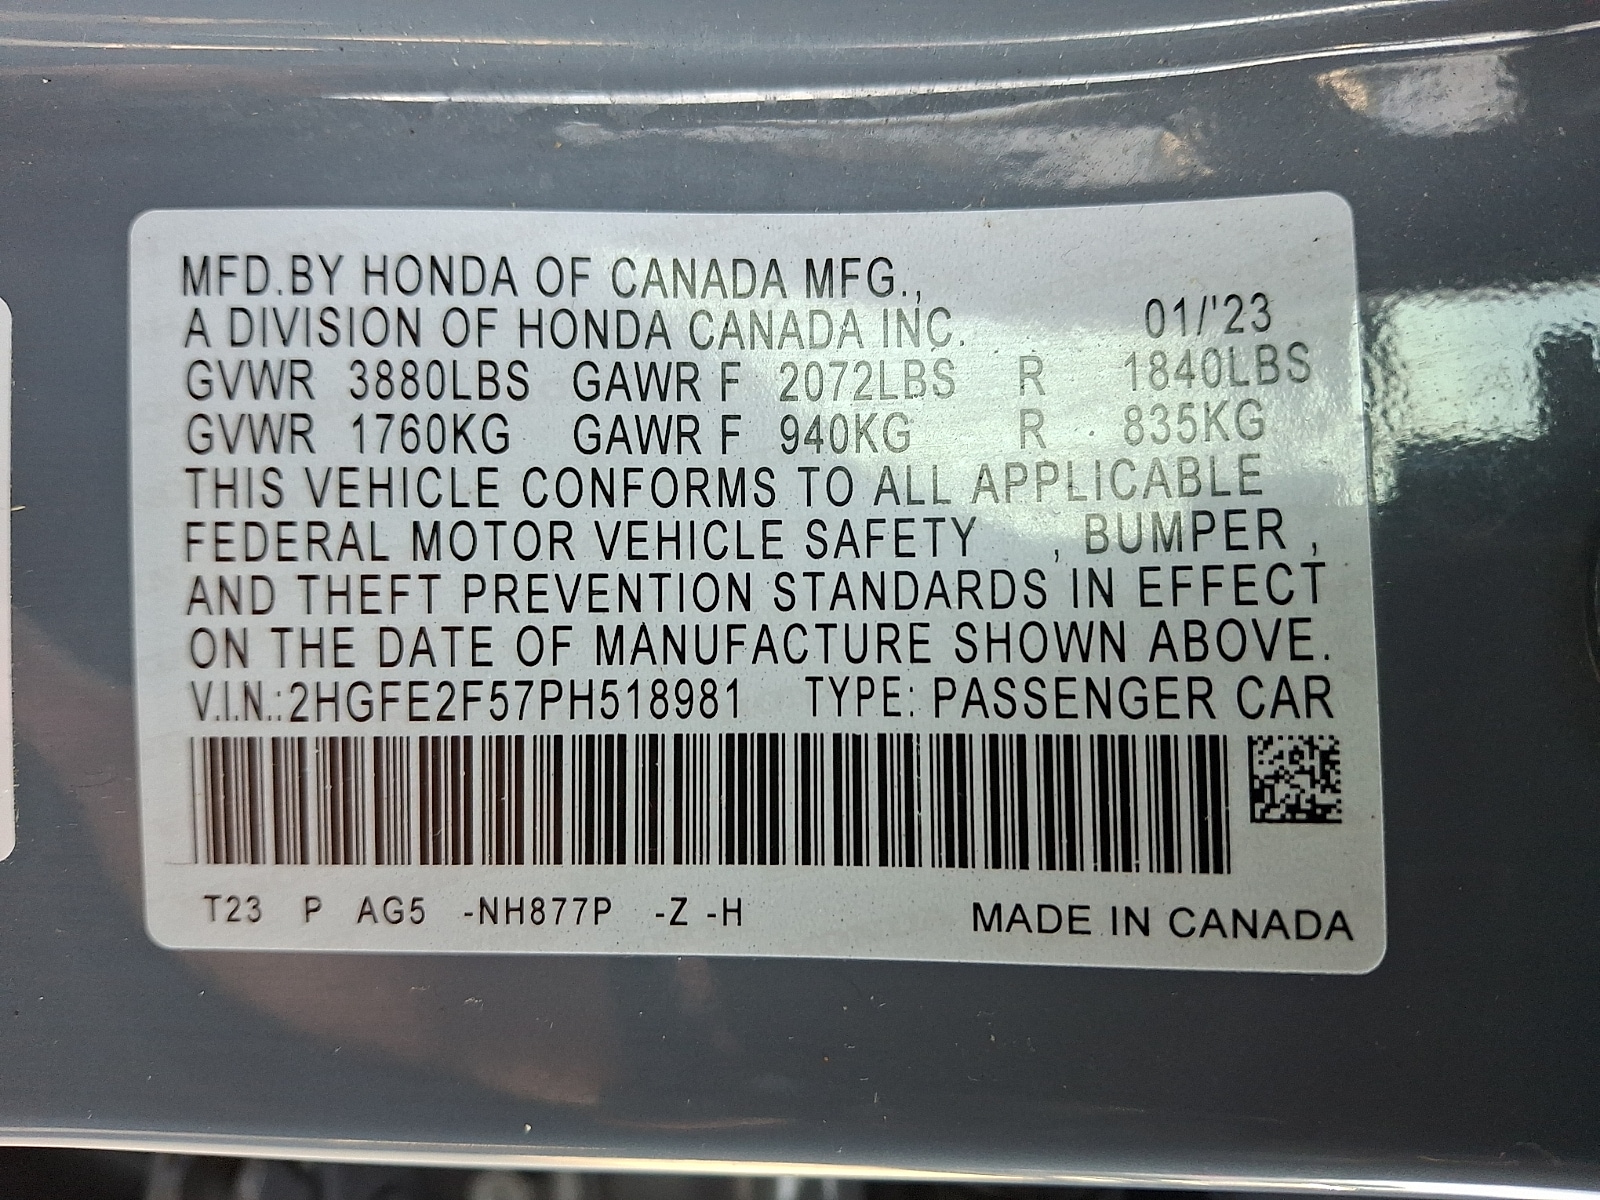 MFD.BY HONDA OF CANADA MFG.,
A DIVISION OF HONDA CANADA INC. 01/'23
GVWR 3880LBS GAWR F 2072LBS R 1840LBS
GVWR 1760KG GAWR F 940KG R 835KG
THIS VEHICLE CONFORMS TO ALL APPLICABLE
FEDERAL MOTOR VEHICLE SAFETY , BUMPER ,
AND THEFT PREVENTION STANDARDS IN EFFECT
ON THE DATE OF MANUFACTURE SHOWN ABOVE.
V.I.N.:2HGFE2F57PH518981 TYPE: PASSENGER CAR
T23 P AG5 -NH877P -Z -H MADE IN CANADA